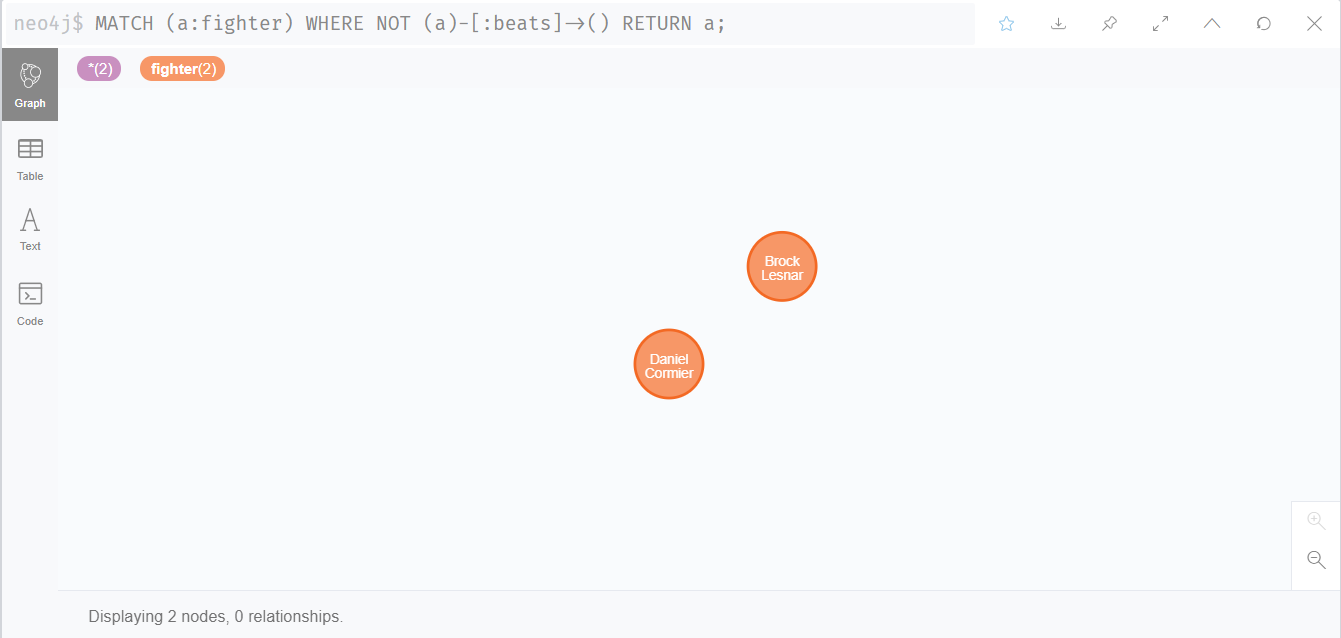 neo4j$ MATCH (a:fighter) WHERE NOT (a)-[:beats]->() RETURN a;
*(2) fighter(2)
Graph
Table
Text
Code
Brock
Lesnar
Daniel
Cormier
Displaying 2 nodes, 0 relationships.